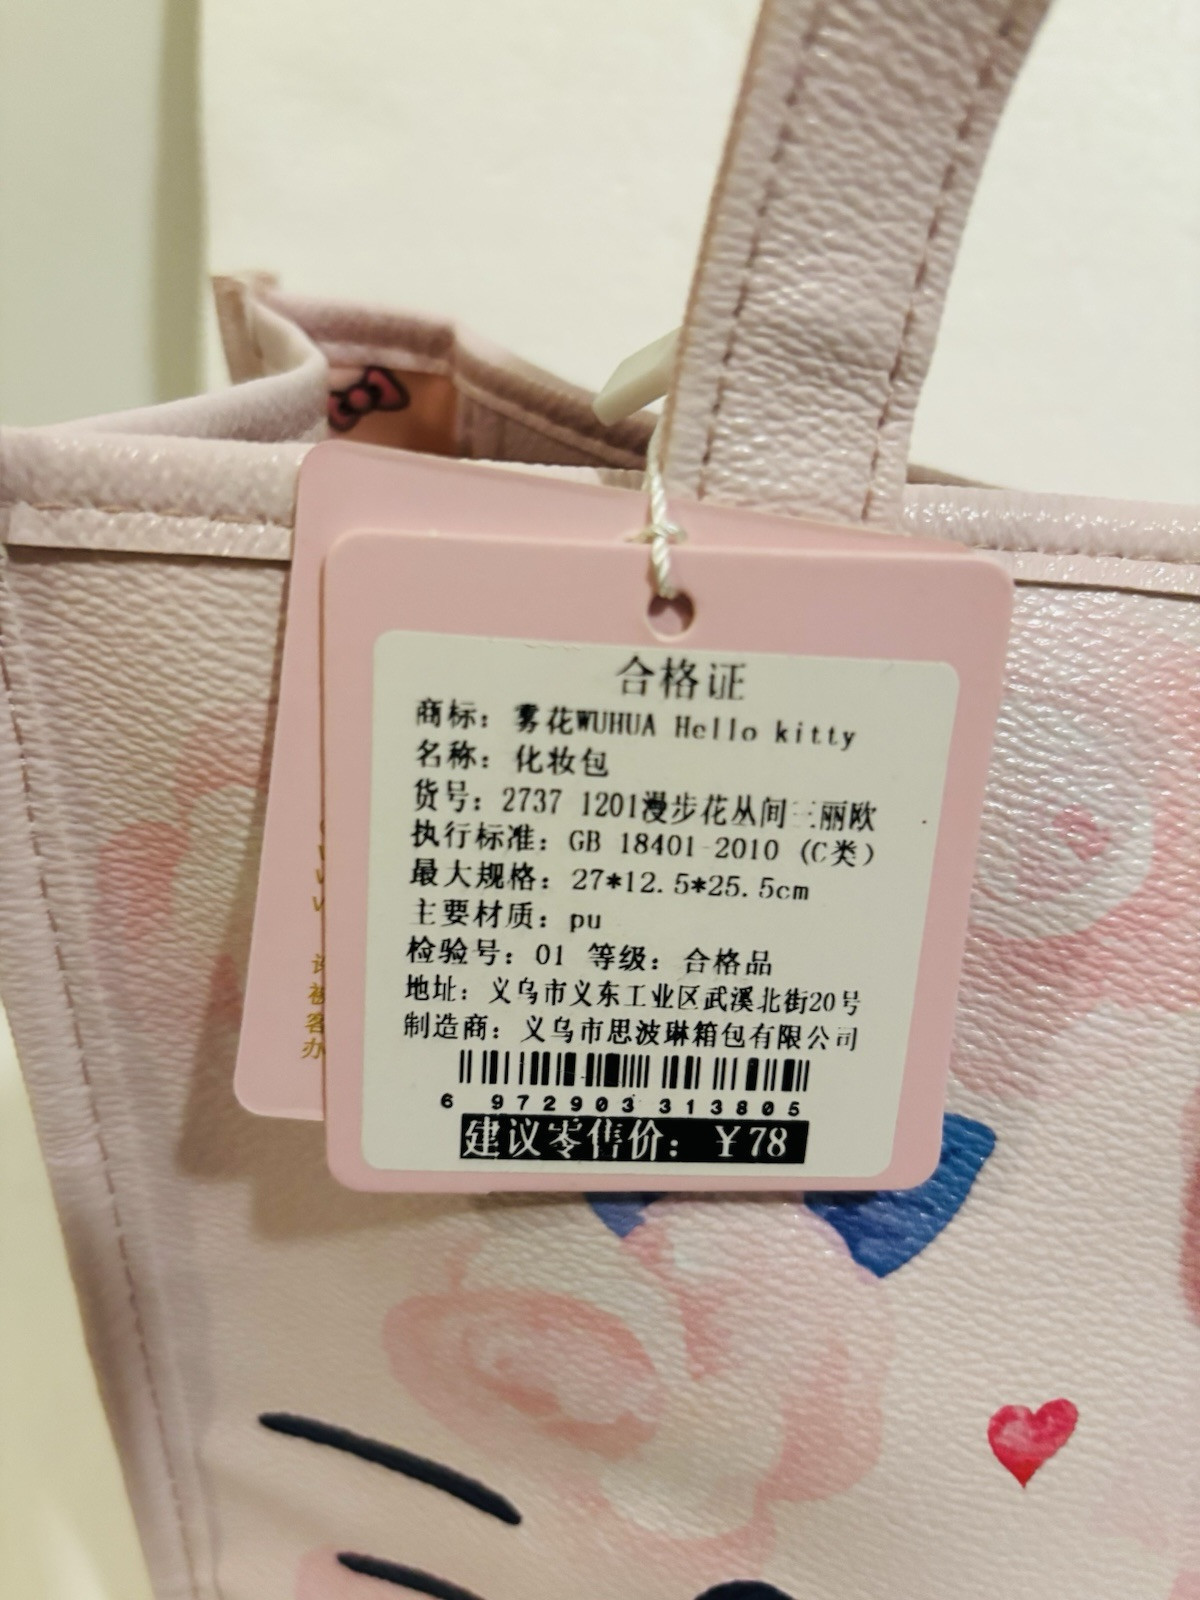 合格证
商标：雾花WUHUA Hello kitty
名称：化妆包
货号：2737 1201漫步花丛间三丽欧
执行标准：GB 18401-2010（C类）
最大规格：27*12.5*25.5cm
主要材质：pu
检验号：01 等级：合格品
地址：义乌市义东工业区武溪北街20号
制造商：义乌市思波琳箱包有限公司
6 972903 313805
建议零售价：￥78